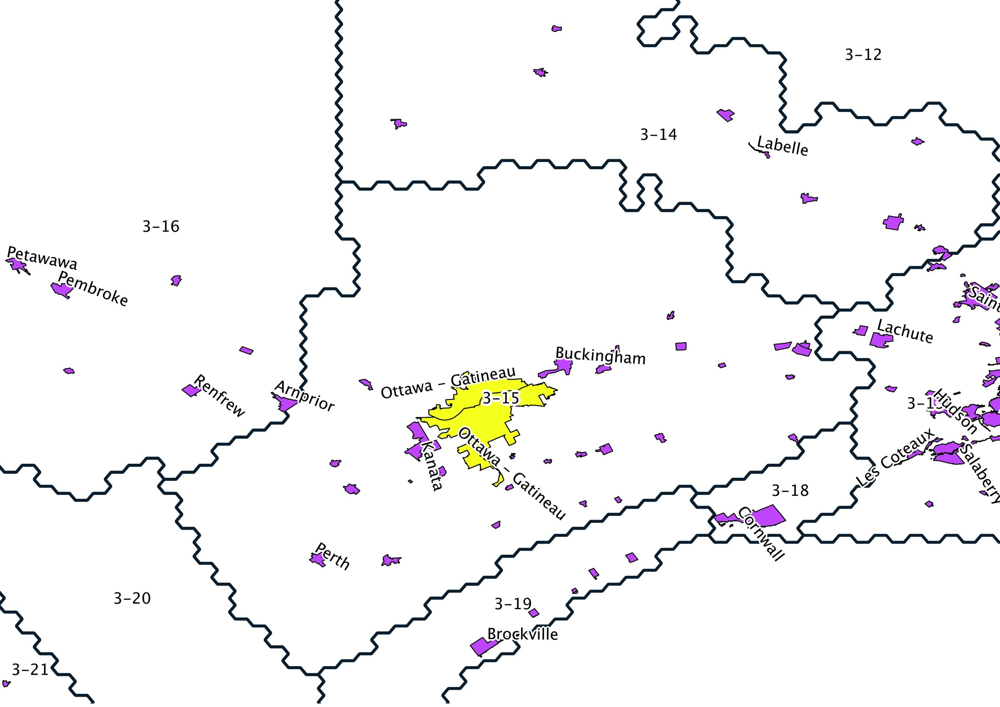 3-12
3-14
Labelle
3-16
Petawawa
Pembroke
Saint
Lachute
Buckingham
Ottawa – Gatineau
3-15
Renfrew
Arnprior
Hudson
Ottawa – Gatineau
Kanata
Les Coteaux
Salaberry
3-18
Cornwall
Perth
3-20
3-19
Brockville
3-21